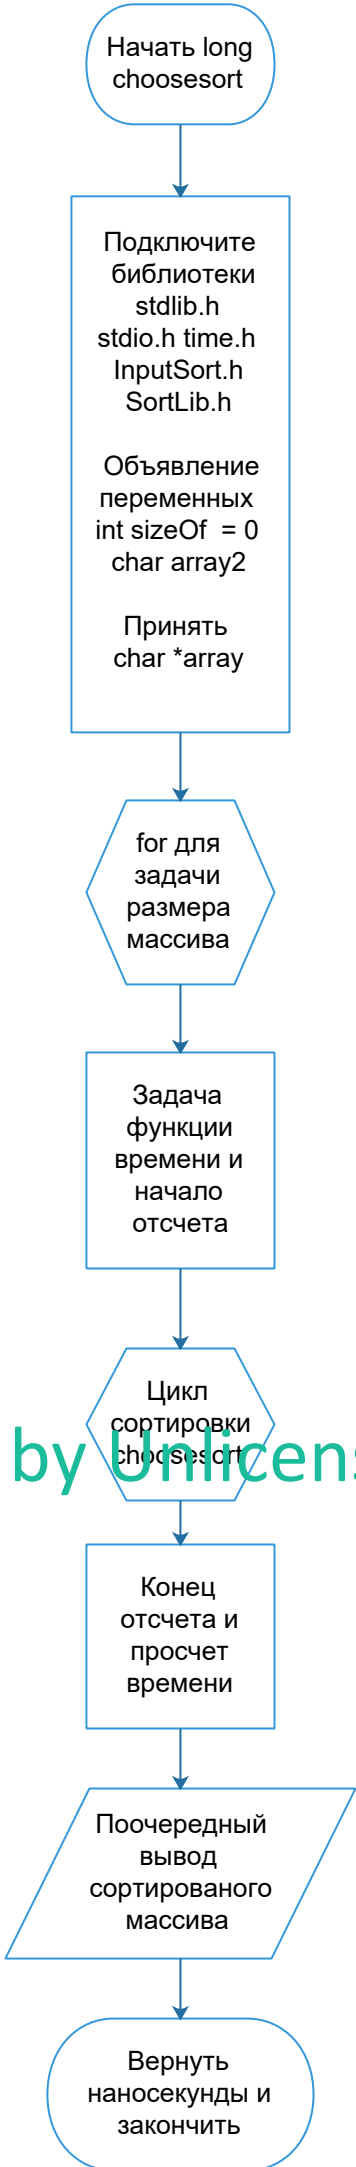 Начать long
choosesort
Подключите
библиотеки
stdlib.h
stdio.h time.h
InputSort.h
SortLib.h
Объявление
переменных
int sizeOf = 0
char array2
Принять
char *array
for для
задачи
размера
массива
Задача
функции
времени и
начало
отсчета
Цикл
сортировки
choosesort
by Unlicens
Конец
отсчета и
просчет
времени
Поочередный
вывод
сортированого
массива
Вернуть
наносекунды и
закончить